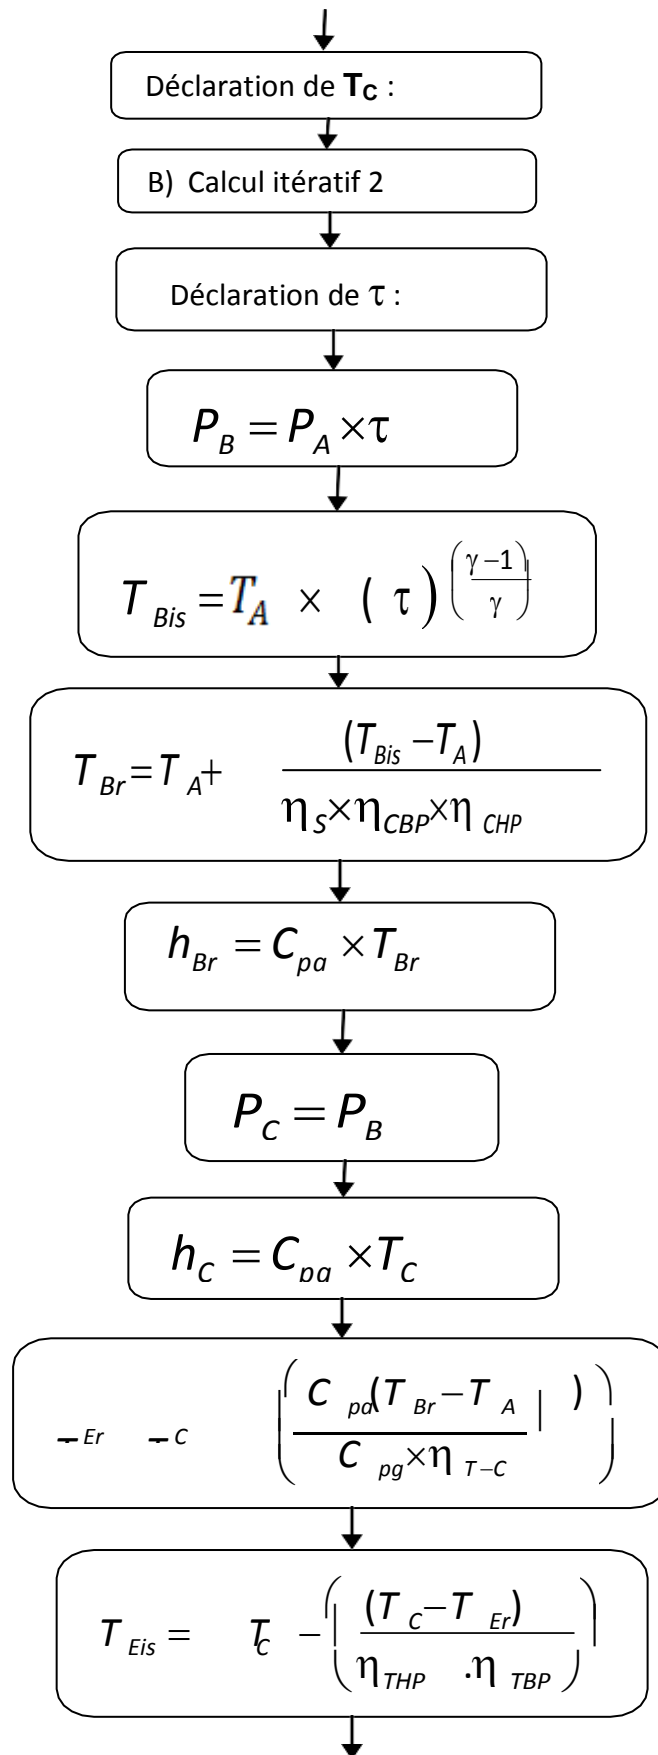 Déclaration de T_C :
B) Calcul itératif 2
Déclaration de τ :
P_B = P_A × τ
T_Bis = T_A × ( τ )^((γ−1)/γ)
T_Br = T_A + (T_Bis − T_A) / (η_S × η_CBP × η_CHP)
h_Br = C_pa × T_Br
P_C = P_B
h_C = C_pa × T_C
Er C (C_pa (T_Br − T_A) / (C_pg × η_T−C))
T_Eis = T_C − ((T_C − T_Er) / (η_THP . η_TBP))